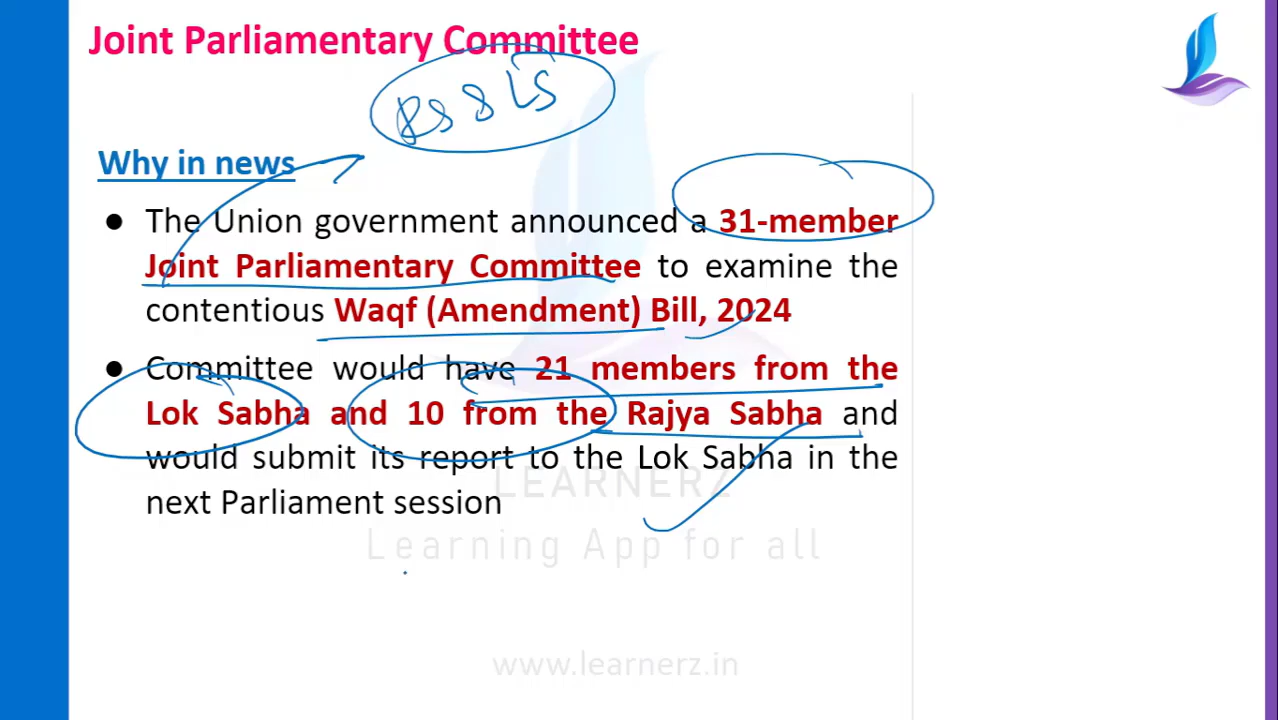 Joint Parliamentary Committee
RS & LS
Why in news
● The Union government announced a 31-member
Joint Parliamentary Committee to examine the
contentious Waqf (Amendment) Bill, 2024
● Committee would have 21 members from the
Lok Sabha and 10 from the Rajya Sabha and
would submit its report to the Lok Sabha in the
next Parliament session
LEARNERZ
Learning App for all
www.learnerz.in